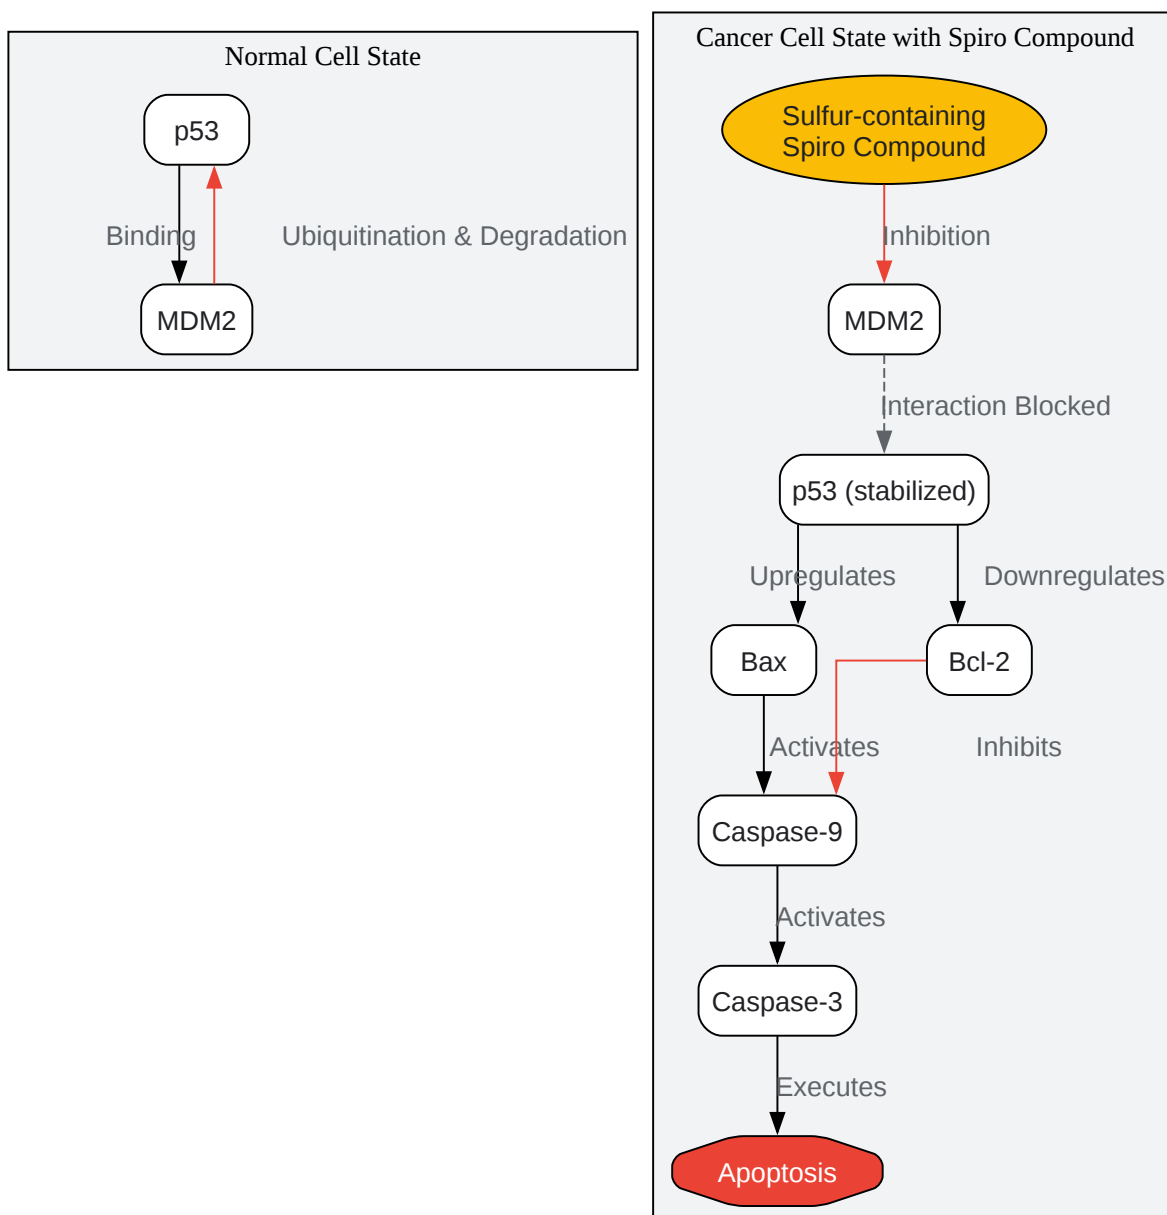 Normal Cell State
p53
Binding
Ubiquitination & Degradation
MDM2
Cancer Cell State with Spiro Compound
Sulfur-containing
Spiro Compound
Inhibition
MDM2
Interaction Blocked
p53 (stabilized)
Upregulates
Downregulates
Bax
Bcl-2
Activates
Inhibits
Caspase-9
Activates
Caspase-3
Executes
Apoptosis